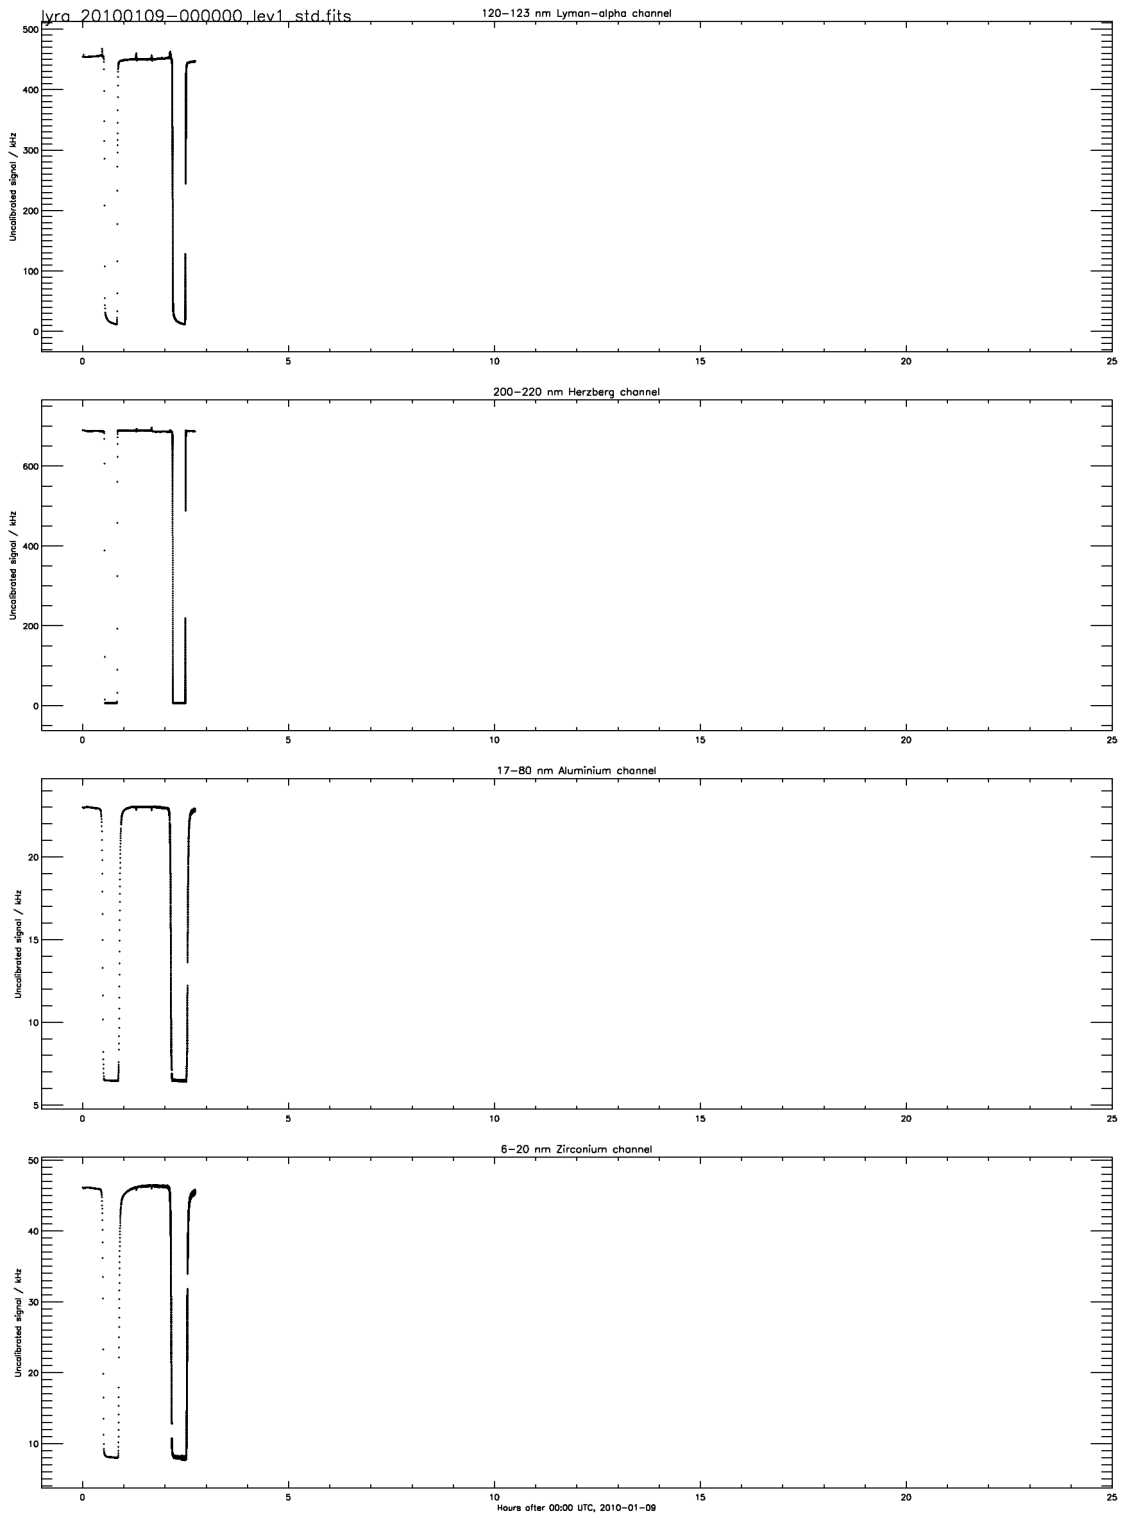 lyra_20100109-000000_lev1_std.fits
120-123 nm Lyman-alpha channel
500
400
300
200
100
0
Uncalibrated signal / kHz
0 5 10 15 20 25
200-220 nm Herzberg channel
600
400
200
0
Uncalibrated signal / kHz
0 5 10 15 20 25
17-80 nm Aluminium channel
20
15
10
5
Uncalibrated signal / kHz
0 5 10 15 20 25
6-20 nm Zirconium channel
50
40
30
20
10
Uncalibrated signal / kHz
0 5 10 15 20 25
Hours after 00:00 UTC, 2010-01-09